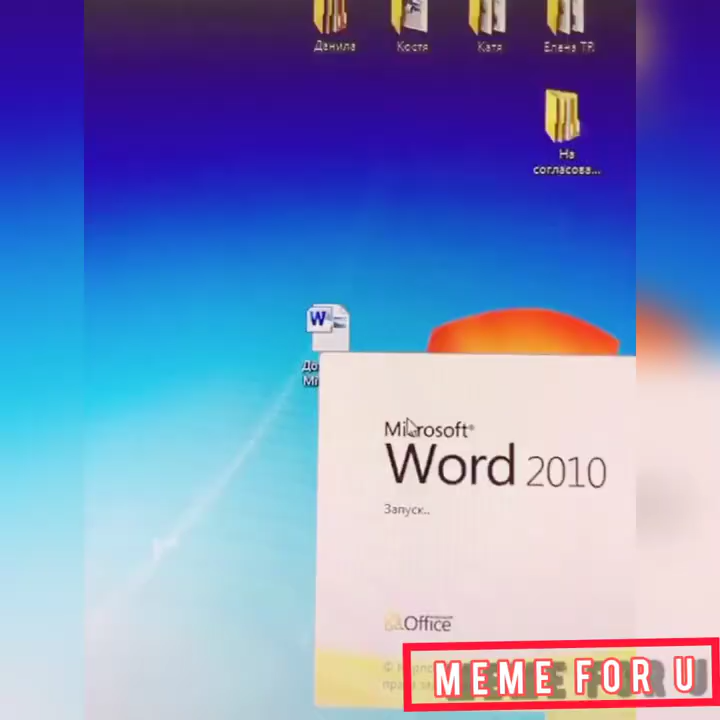 Данила
Костя
Катя
Елена TR
На
согласова...
W
Microsoft®
Word 2010
Запуск..
Office
MEME FOR U